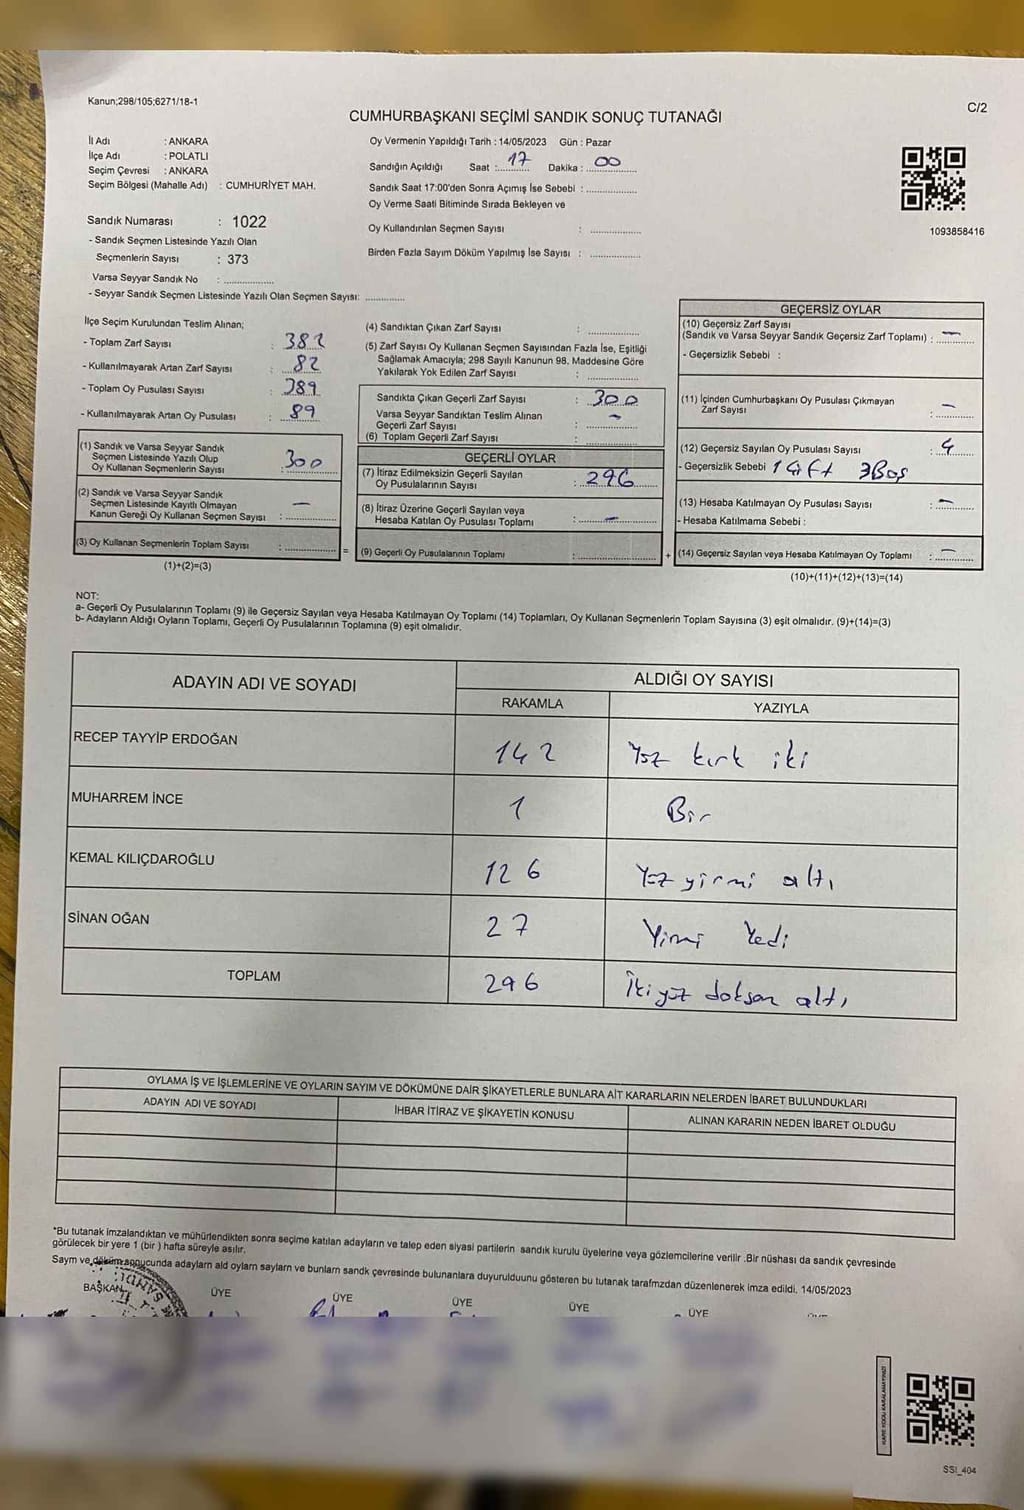 Kanun;298/105;6271/18-1
C/2
CUMHURBAŞKANI SEÇİMİ SANDIK SONUÇ TUTANAĞI
İl Adı : ANKARA
İlçe Adı : POLATLI
Seçim Çevresi : ANKARA
Seçim Bölgesi (Mahalle Adı) : CUMHURİYET MAH.
Sandık Numarası : 1022
- Sandık Seçmen Listesinde Yazılı Olan
Seçmenlerin Sayısı : 373
Varsa Seyyar Sandık No : ..............
- Seyyar Sandık Seçmen Listesinde Yazılı Olan Seçmen Sayısı: ..............
Oy Vermenin Yapıldığı Tarih : 14/05/2023 Gün : Pazar
Sandığın Açıldığı Saat : 17 Dakika : 00
Sandık Saat 17:00'den Sonra Açımış İse Sebebi : ..............
Oy Verme Saati Bitiminde Sırada Bekleyen ve
Oy Kullandırılan Seçmen Sayısı : ..............
Birden Fazla Sayım Döküm Yapılmış İse Sayısı : ..............
1093858416
İlçe Seçim Kurulundan Teslim Alınan;
- Toplam Zarf Sayısı : 382
- Kullanılmayarak Artan Zarf Sayısı : 82
- Toplam Oy Pusulası Sayısı : 389
- Kullanılmayarak Artan Oy Pusulası : 89
(1) Sandık ve Varsa Seyyar Sandık
Seçmen Listesinde Yazılı Olup
Oy Kullanan Seçmenlerin Sayısı : 300
(2) Sandık ve Varsa Seyyar Sandık
Seçmen Listesinde Kayıtlı Olmayan
Kanun Gereği Oy Kullanan Seçmen Sayısı : —
(3) Oy Kullanan Seçmenlerin Toplam Sayısı : .............. =
(1)+(2)=(3)
(4) Sandıktan Çıkan Zarf Sayısı : ..............
(5) Zarf Sayısı Oy Kullanan Seçmen Sayısından Fazla İse, Eşitliği
Sağlamak Amacıyla; 298 Sayılı Kanunun 98. Maddesine Göre
Yakılarak Yok Edilen Zarf Sayısı : ..............
Sandıkta Çıkan Geçerli Zarf Sayısı : 300
Varsa Seyyar Sandıktan Teslim Alınan —
Geçerli Zarf Sayısı : ..............
(6) Toplam Geçerli Zarf Sayısı : ..............
GEÇERLİ OYLAR
(7) İtiraz Edilmeksizin Geçerli Sayılan
Oy Pusulalarının Sayısı : 296
(8) İtiraz Üzerine Geçerli Sayılan veya
Hesaba Katılan Oy Pusulası Toplamı : —
(9) Geçerli Oy Pusulalarının Toplamı : .............. +
GEÇERSİZ OYLAR
(10) Geçersiz Zarf Sayısı
(Sandık ve Varsa Seyyar Sandık Geçersiz Zarf Toplamı) : —
- Geçersizlik Sebebi :
(11) İçinden Cumhurbaşkanı Oy Pusulası Çıkmayan
Zarf Sayısı : —
(12) Geçersiz Sayılan Oy Pusulası Sayısı : 4
- Geçersizlik Sebebi 1 Çift 3Boş
(13) Hesaba Katılmayan Oy Pusulası Sayısı : —
- Hesaba Katılmama Sebebi :
(14) Geçersiz Sayılan veya Hesaba Katılmayan Oy Toplamı : —
(10)+(11)+(12)+(13)=(14)
NOT:
a- Geçerli Oy Pusulalarının Toplamı (9) ile Geçersiz Sayılan veya Hesaba Katılmayan Oy Toplamı (14) Toplamları, Oy Kullanan Seçmenlerin Toplam Sayısına (3) eşit olmalıdır. (9)+(14)=(3)
b- Adayların Aldığı Oyların Toplamı, Geçerli Oy Pusulalarının Toplamına (9) eşit olmalıdır.
ADAYIN ADI VE SOYADI
ALDIĞI OY SAYISI
RAKAMLA YAZIYLA
RECEP TAYYİP ERDOĞAN 142 Yüz kırk iki
MUHARREM İNCE 1 Bir
KEMAL KILIÇDAROĞLU 126 Yüz yirmi altı
SİNAN OĞAN 27 Yirmi Yedi
TOPLAM 296 İkiyüz doksan altı
OYLAMA İŞ VE İŞLEMLERİNE VE OYLARIN SAYIM VE DÖKÜMÜNE DAİR ŞİKAYETLERLE BUNLARA AİT KARARLARIN NELERDEN İBARET BULUNDUKLARI
ADAYIN ADI VE SOYADI İHBAR İTİRAZ VE ŞİKAYETİN KONUSU ALINAN KARARIN NEDEN İBARET OLDUĞU
*Bu tutanak imzalandıktan ve mühürlendikten sonra seçime katılan adayların ve talep eden siyasi partilerin sandık kurulu üyelerine veya gözlemcilerine verilir .Bir nüshası da sandık çevresinde
görülecek bir yere 1 (bir ) hafta süreyle asılır.
Saym ve döküm sonucunda adaylarn ald oylarn saylarn ve bunlarn sandk çevresinde bulunanlara duyurulduunu gösteren bu tutanak tarafmzdan düzenlenerek imza edildi. 14/05/2023
BAŞKAN ÜYE ÜYE ÜYE ÜYE ÜYE
SSI_404